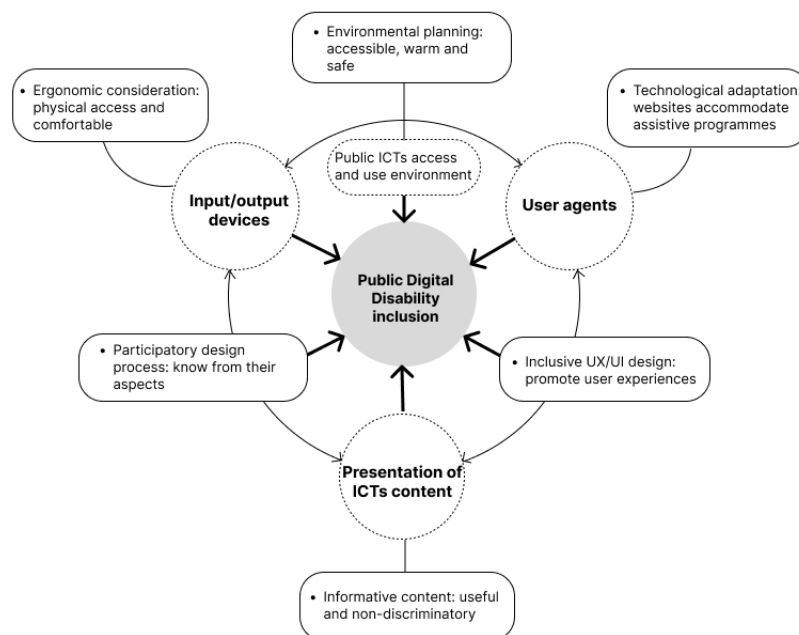 • Environmental planning:
accessible, warm and
safe
• Ergonomic consideration:
physical access and
comfortable
• Technological adaptation:
websites accommodate
assistive programmes
Public ICTs access
and use environment
Input/output
devices
User agents
Public Digital
Disability
inclusion
• Participatory design
process: know from their
aspects
• Inclusive UX/UI design:
promote user experiences
Presentation of
ICTs content
• Informative content: useful
and non-discriminatory